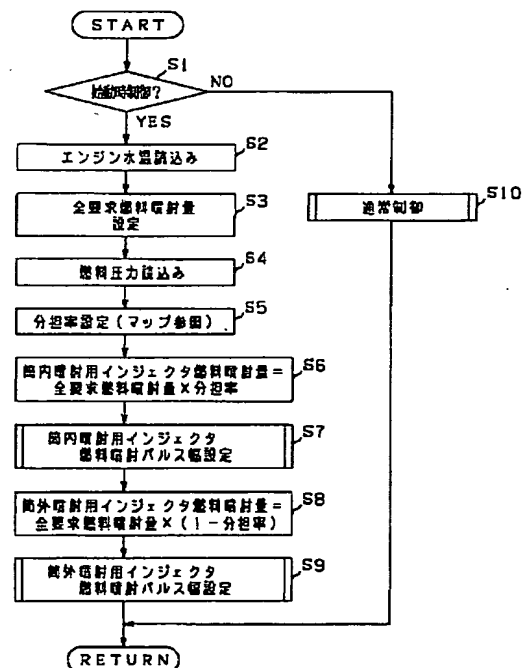 START
S1
始動時制御?
NO
YES
S2
エンジン水温読込み
S3
全要求燃料噴射量
設定
S10
通常制御
S4
燃料圧力読込み
S5
分担率設定(マップ参照)
S6
筒内噴射用インジェクタ燃料噴射量=
全要求燃料噴射量×分担率
S7
筒内噴射用インジェクタ
燃料噴射パルス幅設定
S8
筒外噴射用インジェクタ燃料噴射量=
全要求燃料噴射量×(1-分担率)
S9
筒外噴射用インジェクタ
燃料噴射パルス幅設定
RETURN